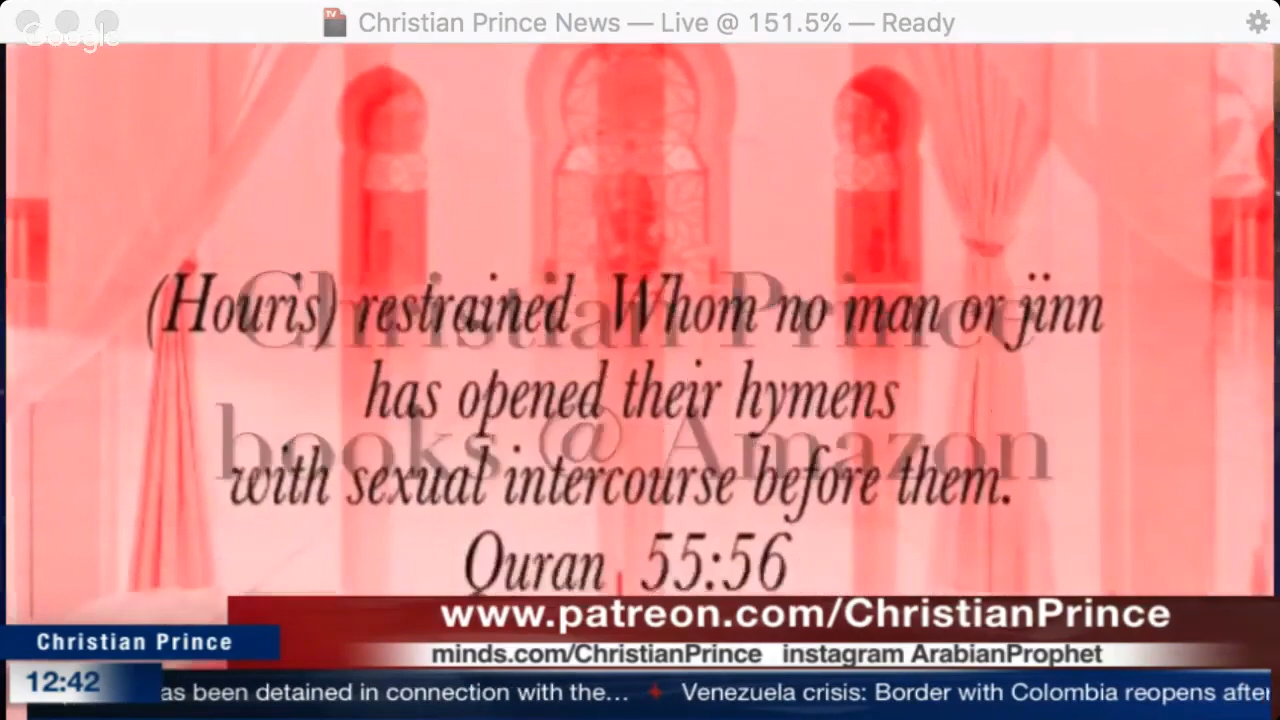 Christian Prince News — Live @ 151.5% — Ready
Google
(Houris) restrained Whom no man or jinn
Christian Prince
has opened their hymens
books @ Amazon
with sexual intercourse before them.
Quran 55:56
www.patreon.com/ChristianPrince
Christian Prince
minds.com/ChristianPrince instagram ArabianProphet
12:42
as been detained in connection with the... Venezuela crisis: Border with Colombia reopens after